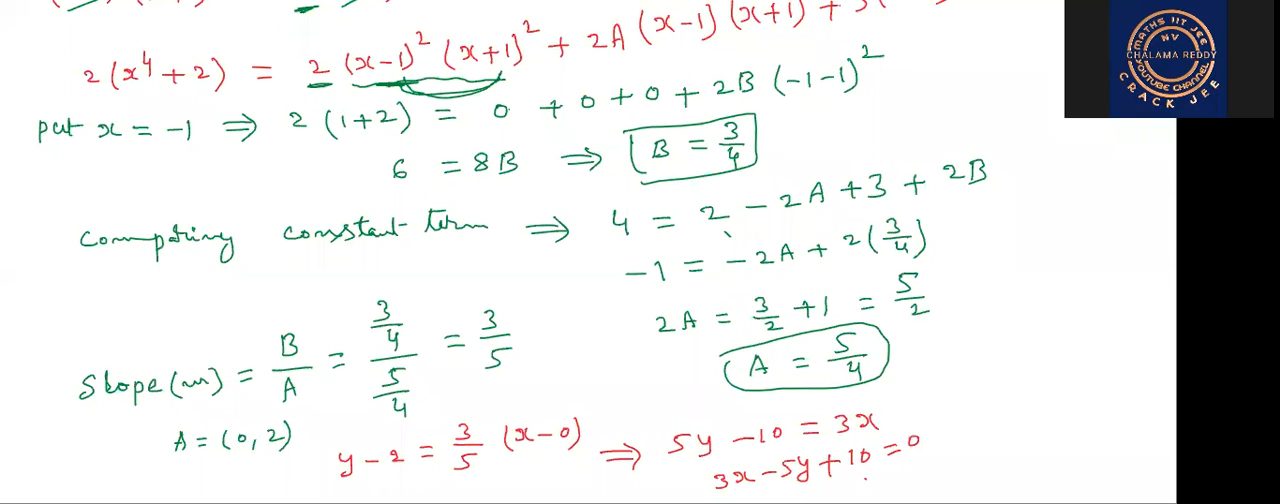 2(x⁴+2) = 2(x-1)²(x+1)² + 2A(x-1)(x+1) +
put x = -1 ⇒ 2(1+2) = 0 + 0 + 0 + 2B(-1-1)²
6 = 8B ⇒ B = 3/4
Comparing constant term ⇒ 4 = 2 - 2A + 3 + 2B
-1 = -2A + 2(3/4)
2A = 3/2 + 1 = 5/2
A = 5/4
Slope(m) = B/A = (3/4)/(5/4) = 3/5
A = (0, 2)
y - 2 = 3/5 (x - 0) ⇒ 5y - 10 = 3x
3x - 5y + 10 = 0
MATHS IIT JEE
NV
CHALAMA REDDY
YOUTUBE CHANNEL
CRACK JEE